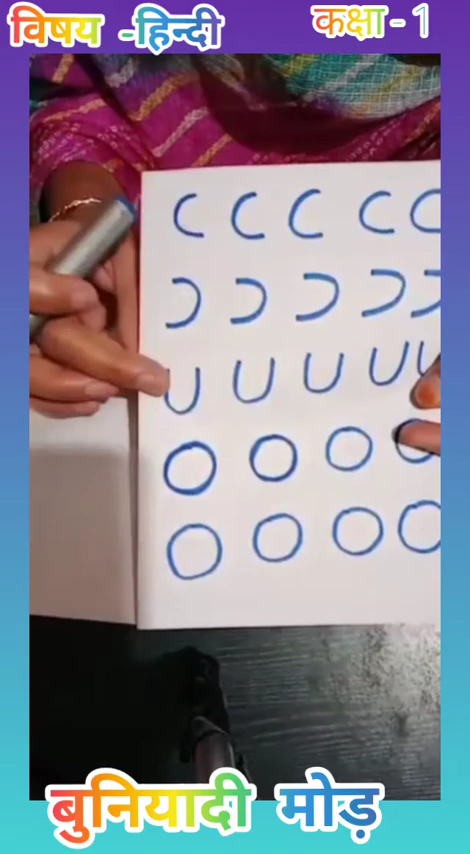 विषय -हिन्दी कक्षा-1
C C C C C
U U U U
O O O O
O O O O
बुनियादी मोड़